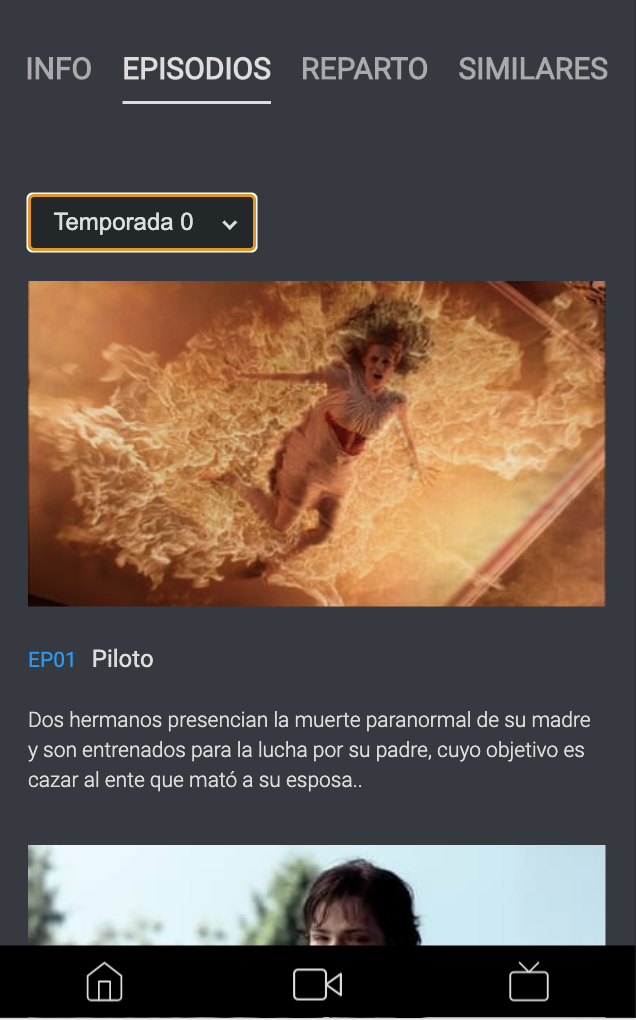 INFO EPISODIOS REPARTO SIMILARES
Temporada 0
EP01 Piloto
Dos hermanos presencian la muerte paranormal de su madre
y son entrenados para la lucha por su padre, cuyo objetivo es
cazar al ente que mató a su esposa..